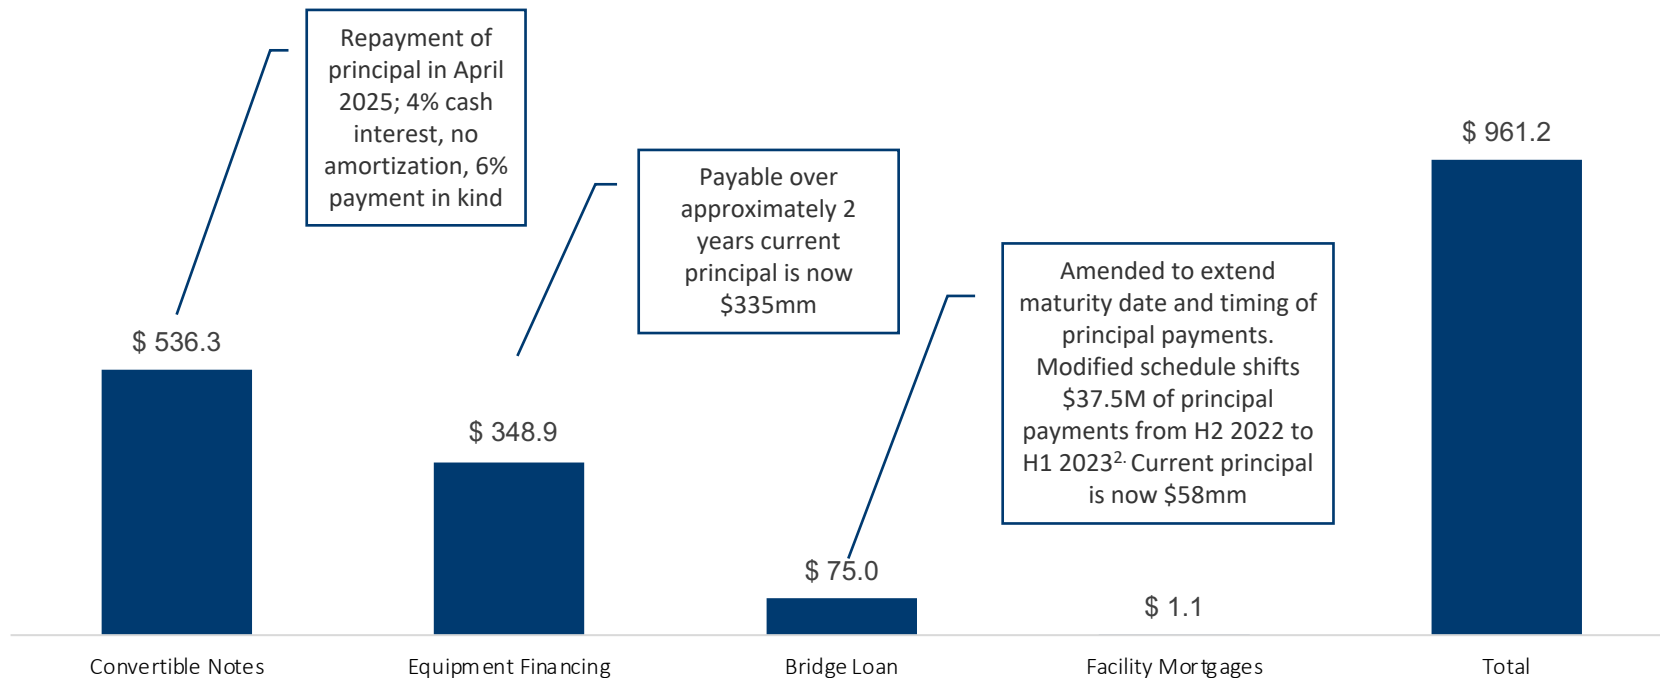 Repayment of
principal in April
2025; 4% cash
interest, no
amortization, 6%
payment in kind
$ 536.3
Payable over
approximately 2
years current
principal is now
$335mm
$ 348.9
Amended to extend
maturity date and timing of
principal payments.
Modified schedule shifts
$37.5M of principal
payments from H2 2022 to
H1 2023². Current principal
is now $58mm
$ 75.0
$ 1.1
$ 961.2
Convertible Notes
Equipment Financing
Bridge Loan
Facility Mortgages
Total